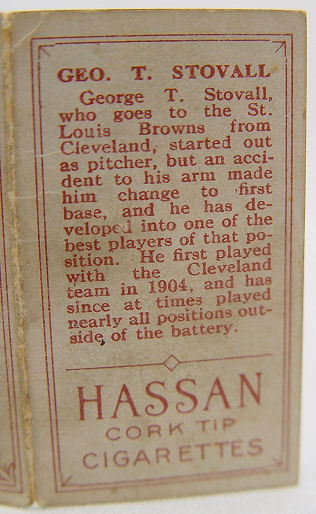 GEO. T. STOVALL
George T. Stovall,
who goes to the St.
Louis Browns from
Cleveland, started out
as pitcher, but an acci-
dent to his arm made
him change to first
base, and he has de-
veloped into one of the
best players of that po-
sition. He first played
with the Cleveland
team in 1904, and has
since at times played
nearly all positions out-
side of the battery.
HASSAN
CORK TIP
CIGARETTES